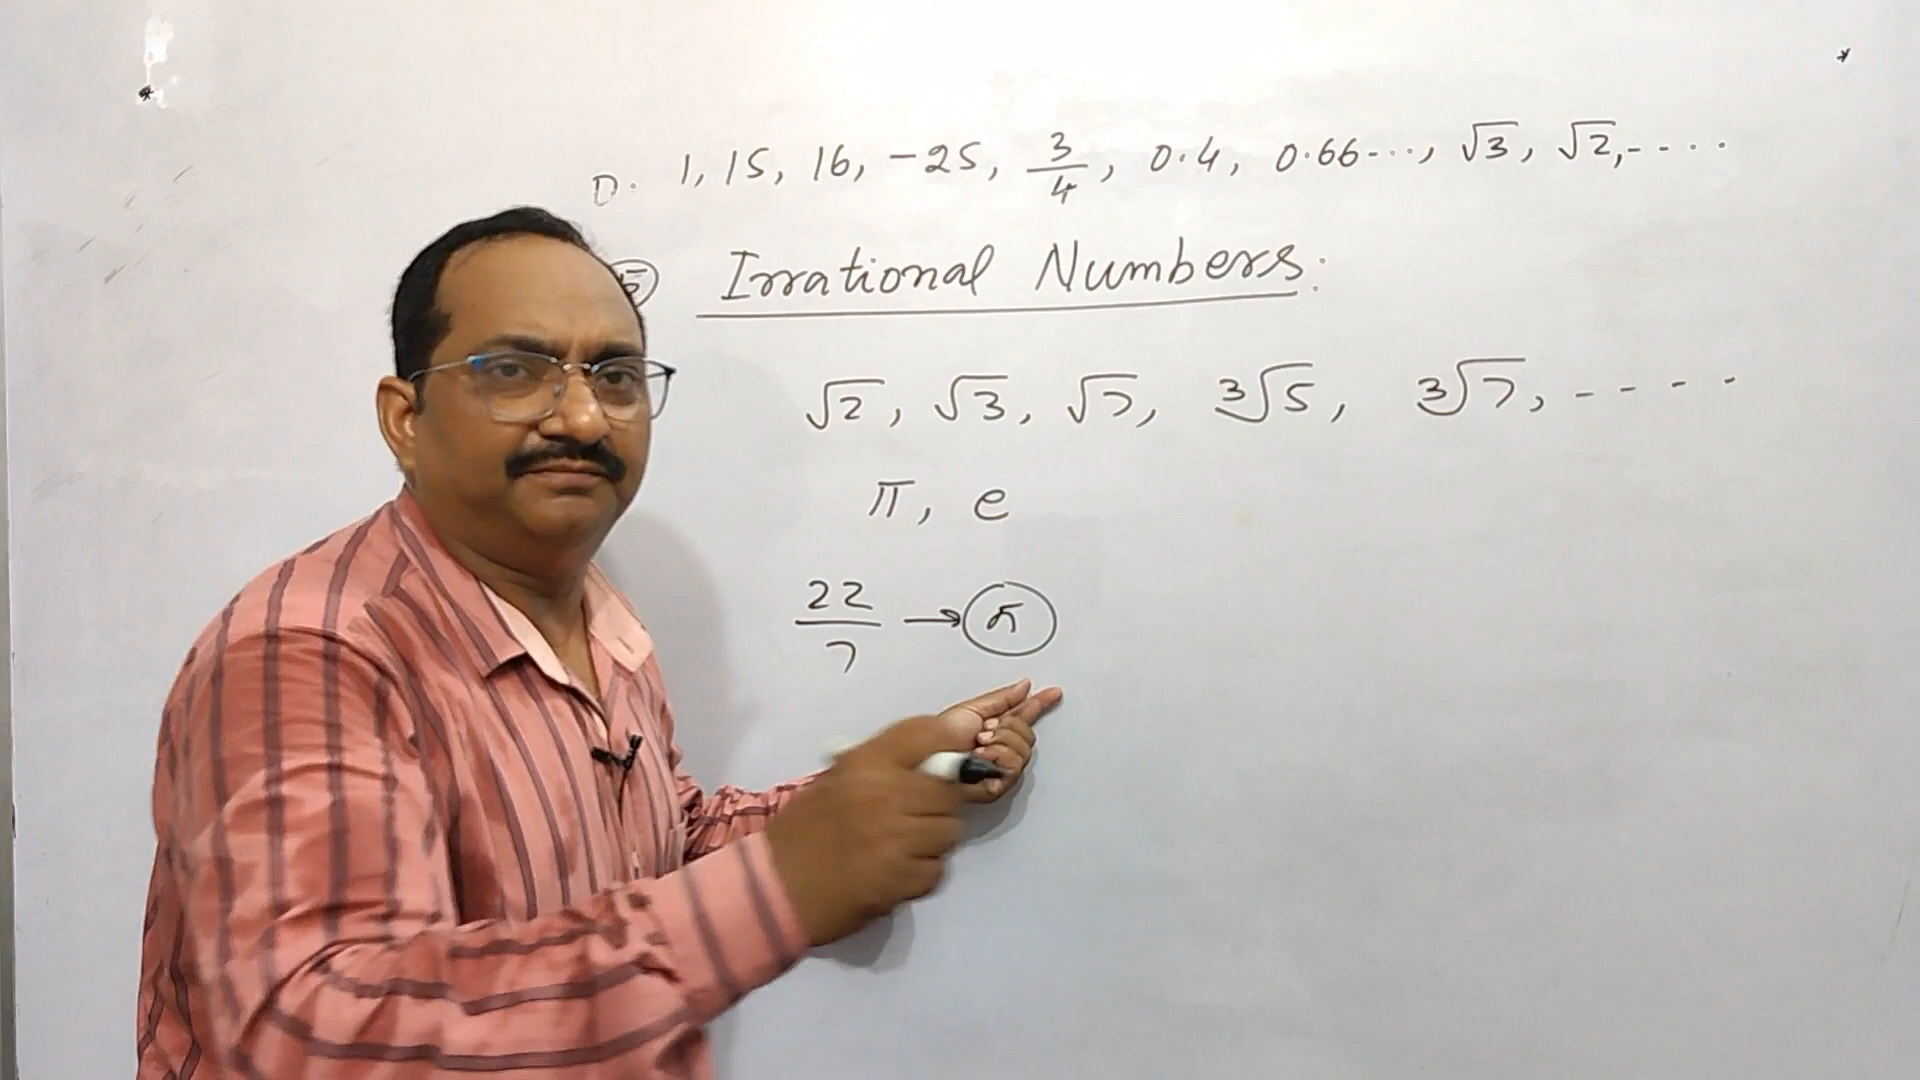 D. 1, 15, 16, -25, 3/4, 0.4, 0.66..., √3, √2,- - - -
⑤ Irrational Numbers:
√2, √3, √7, 3√5, 3√7, - - - -
π, e
22/7 → π